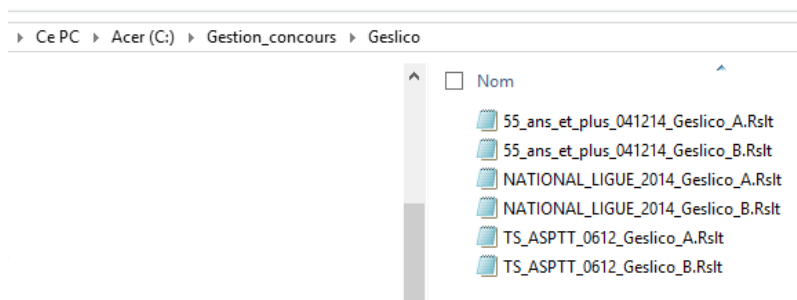 Ce PC Acer (C:) Gestion_concours Geslico
Nom
55_ans_et_plus_041214_Geslico_A.Rslt
55_ans_et_plus_041214_Geslico_B.Rslt
NATIONAL_LIGUE_2014_Geslico_A.Rslt
NATIONAL_LIGUE_2014_Geslico_B.Rslt
TS_ASPTT_0612_Geslico_A.Rslt
TS_ASPTT_0612_Geslico_B.Rslt